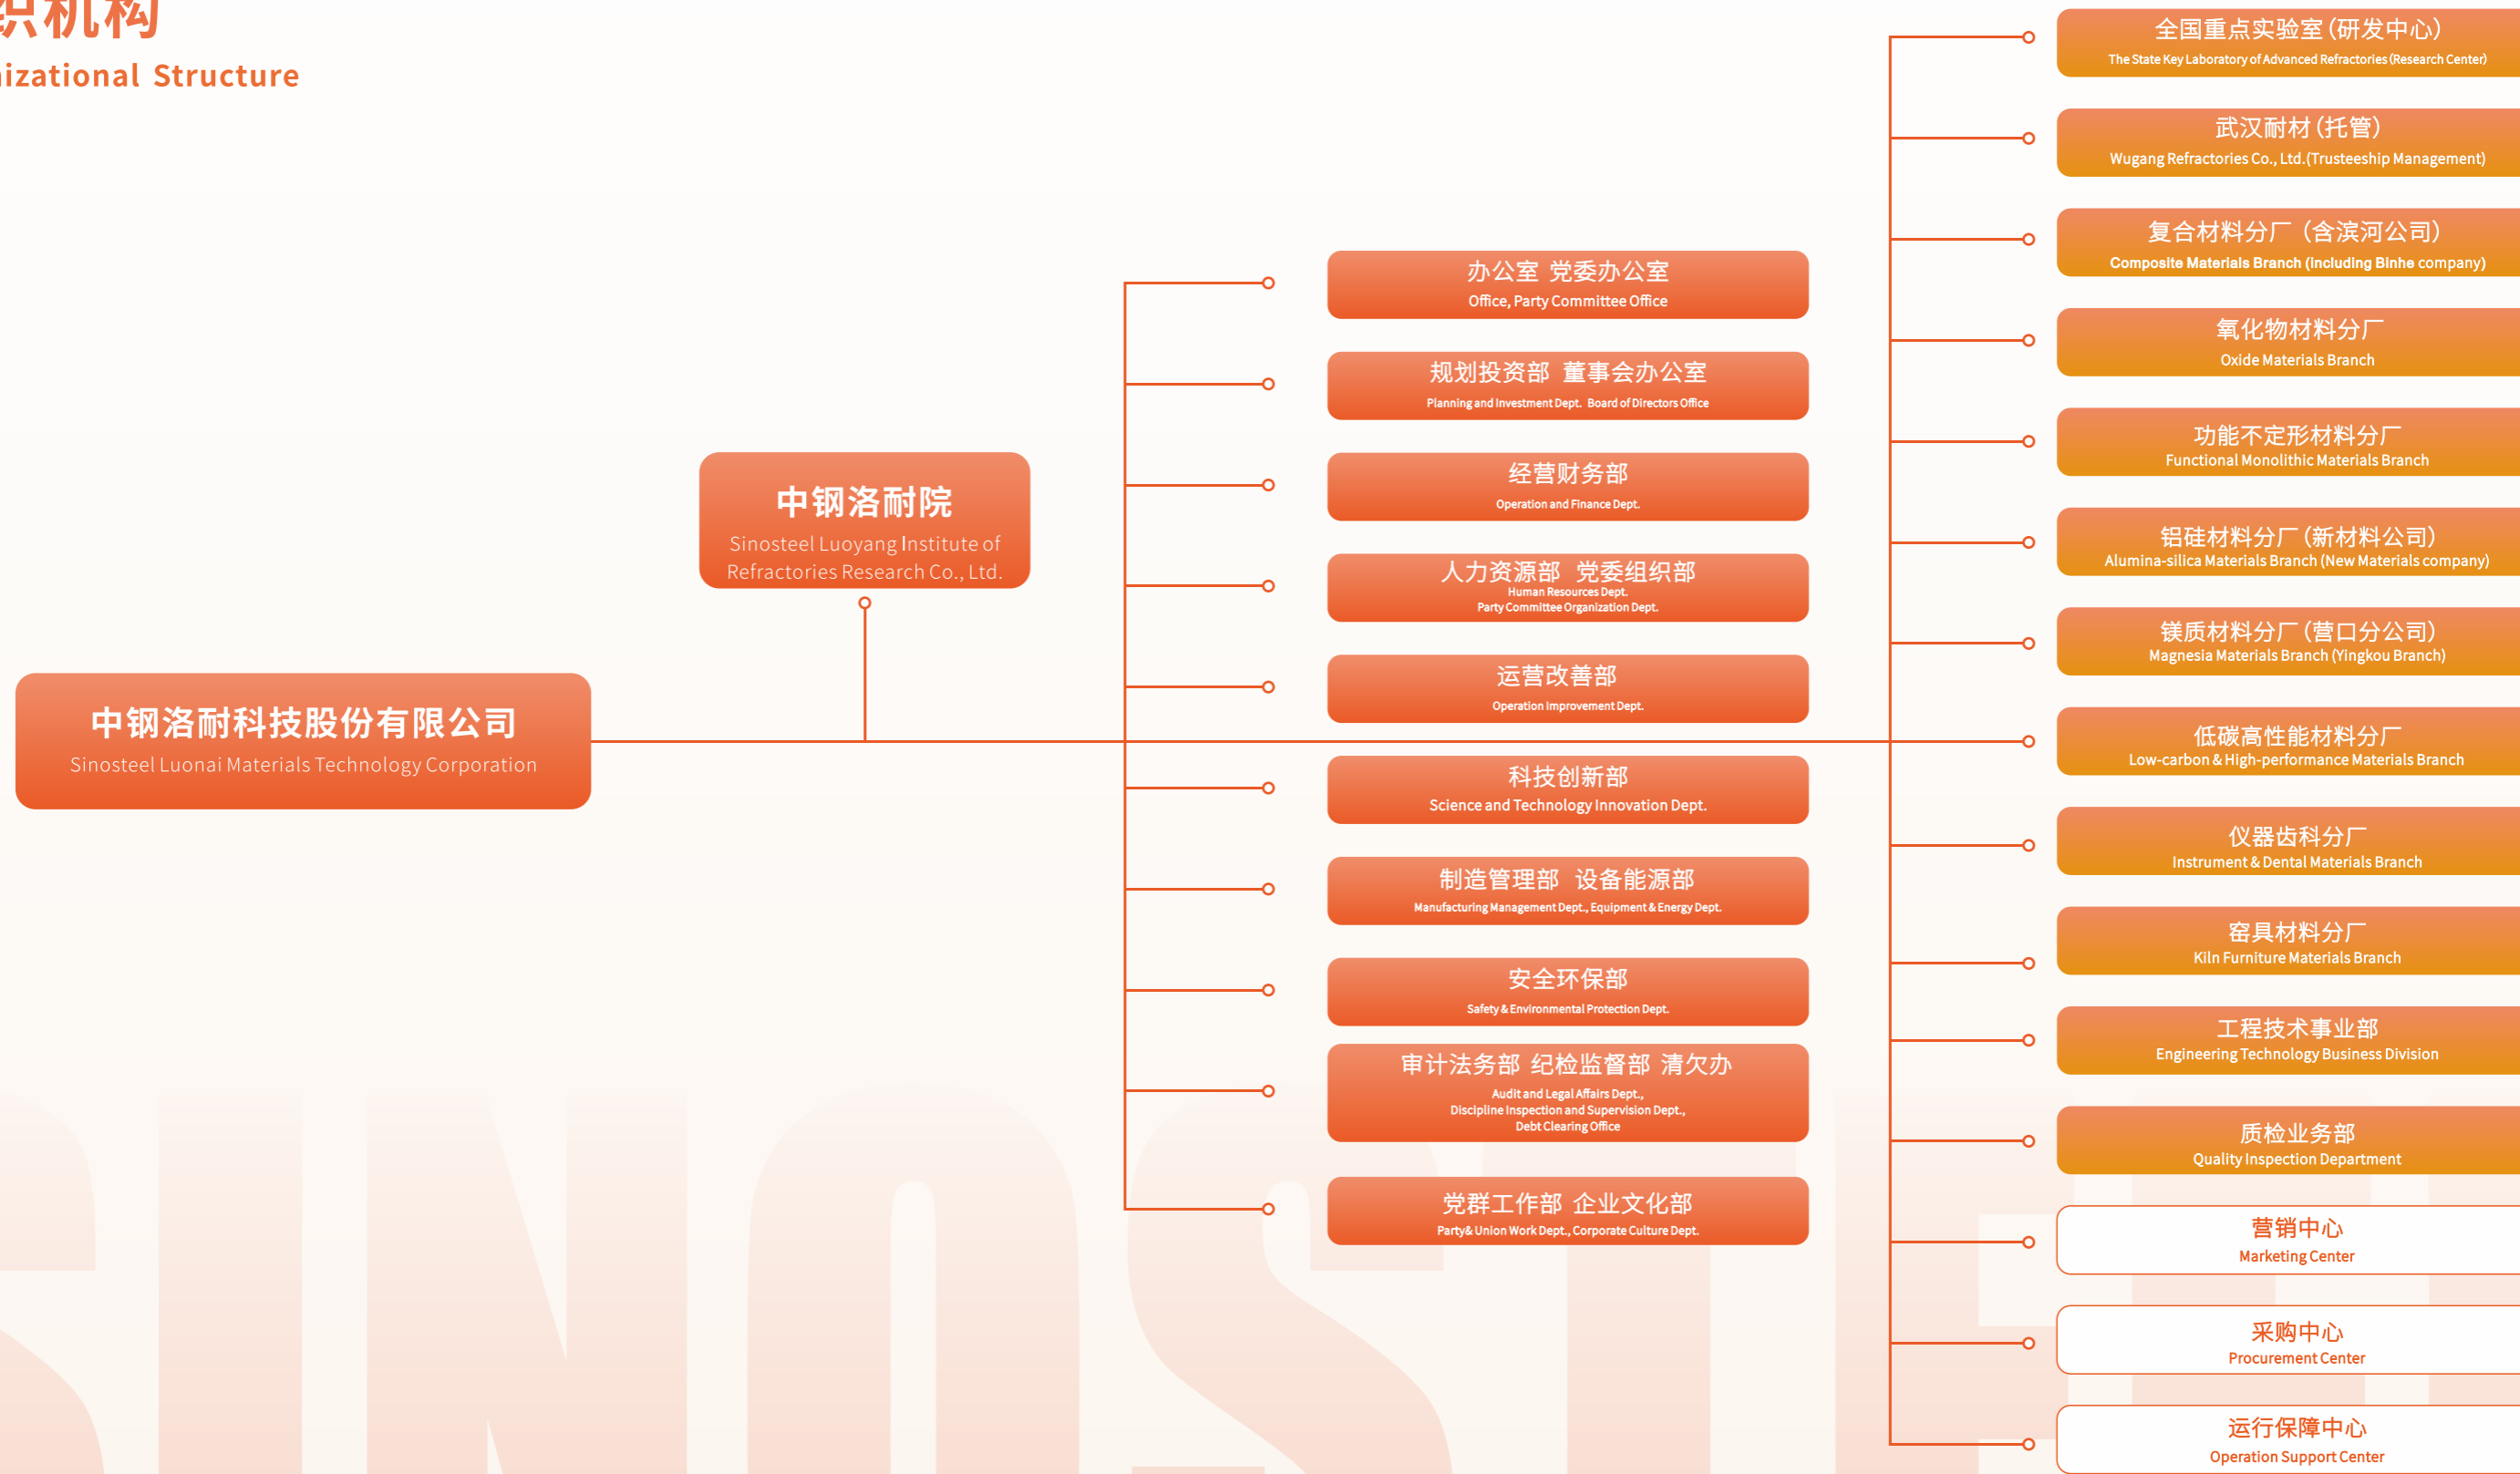 织机构
nizational Structure
中钢洛耐科技股份有限公司
Sinosteel Luonai Materials Technology Corporation
中钢洛耐院
Sinosteel Luoyang Institute of
Refractories Research Co., Ltd.
办公室 党委办公室
Office, Party Committee Office
规划投资部 董事会办公室
Planning and Investment Dept. Board of Directors Office
经营财务部
Operation and Finance Dept.
人力资源部 党委组织部
Human Resources Dept.
Party Committee Organization Dept.
运营改善部
Operation Improvement Dept.
科技创新部
Science and Technology Innovation Dept.
制造管理部 设备能源部
Manufacturing Management Dept., Equipment & Energy Dept.
安全环保部
Safety & Environmental Protection Dept.
审计法务部 纪检监督部 清欠办
Audit and Legal Affairs Dept.,
Discipline Inspection and Supervision Dept.,
Debt Clearing Office
党群工作部 企业文化部
Party& Union Work Dept., Corporate Culture Dept.
全国重点实验室（研发中心）
The State Key Laboratory of Advanced Refractories (Research Center)
武汉耐材（托管）
Wugang Refractories Co., Ltd.(Trusteeship Management)
复合材料分厂（含滨河公司）
Composite Materials Branch (including Binhe company)
氧化物材料分厂
Oxide Materials Branch
功能不定形材料分厂
Functional Monolithic Materials Branch
铝硅材料分厂（新材料公司）
Alumina-silica Materials Branch (New Materials company)
镁质材料分厂（营口分公司）
Magnesia Materials Branch (Yingkou Branch)
低碳高性能材料分厂
Low-carbon & High-performance Materials Branch
仪器齿科分厂
Instrument & Dental Materials Branch
窑具材料分厂
Kiln Furniture Materials Branch
工程技术事业部
Engineering Technology Business Division
质检业务部
Quality Inspection Department
营销中心
Marketing Center
采购中心
Procurement Center
运行保障中心
Operation Support Center
SINOSTEEL